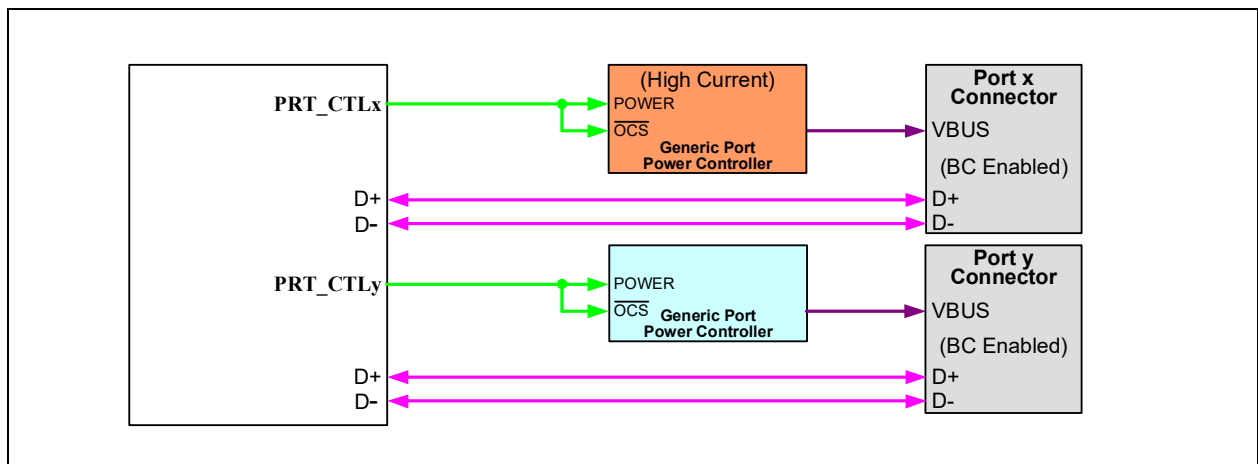 PRT_CTLx
D+
D-
PRT_CTLy
D+
D-
(High Current)
POWER
OCS
Generic Port
Power Controller
POWER
OCS
Generic Port
Power Controller
Port x
Connector
VBUS
(BC Enabled)
D+
D-
Port y
Connector
VBUS
(BC Enabled)
D+
D-